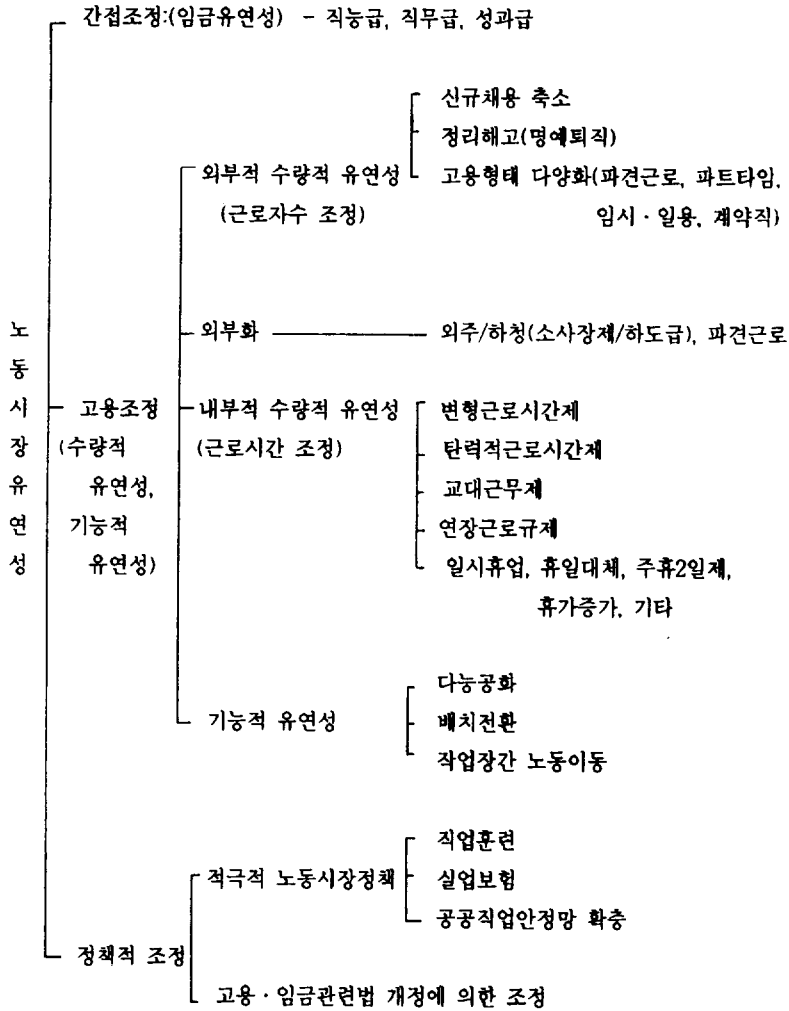 간접조정:(임금유연성) - 직능급, 직무급, 성과급
신규채용 축소
정리해고(명예퇴직)
외부적 수량적 유연성
고용형태 다양화(파견근로, 파트타임,
(근로자수 조정)
임시·일용, 계약직)
노동시장유연성
외부화
외주/하청(소사장제/하도급), 파견근로
고용조정
(수량적
유연성,
기능적
유연성)
내부적 수량적 유연성
(근로시간 조정)
변형근로시간제
탄력적근로시간제
교대근무제
연장근로규제
일시휴업, 휴일대체, 주휴2일제,
휴가증가, 기타
기능적 유연성
다능공화
배치전환
작업장간 노동이동
정책적 조정
적극적 노동시장정책
직업훈련
실업보험
공공직업안정망 확충
고용·임금관련법 개정에 의한 조정